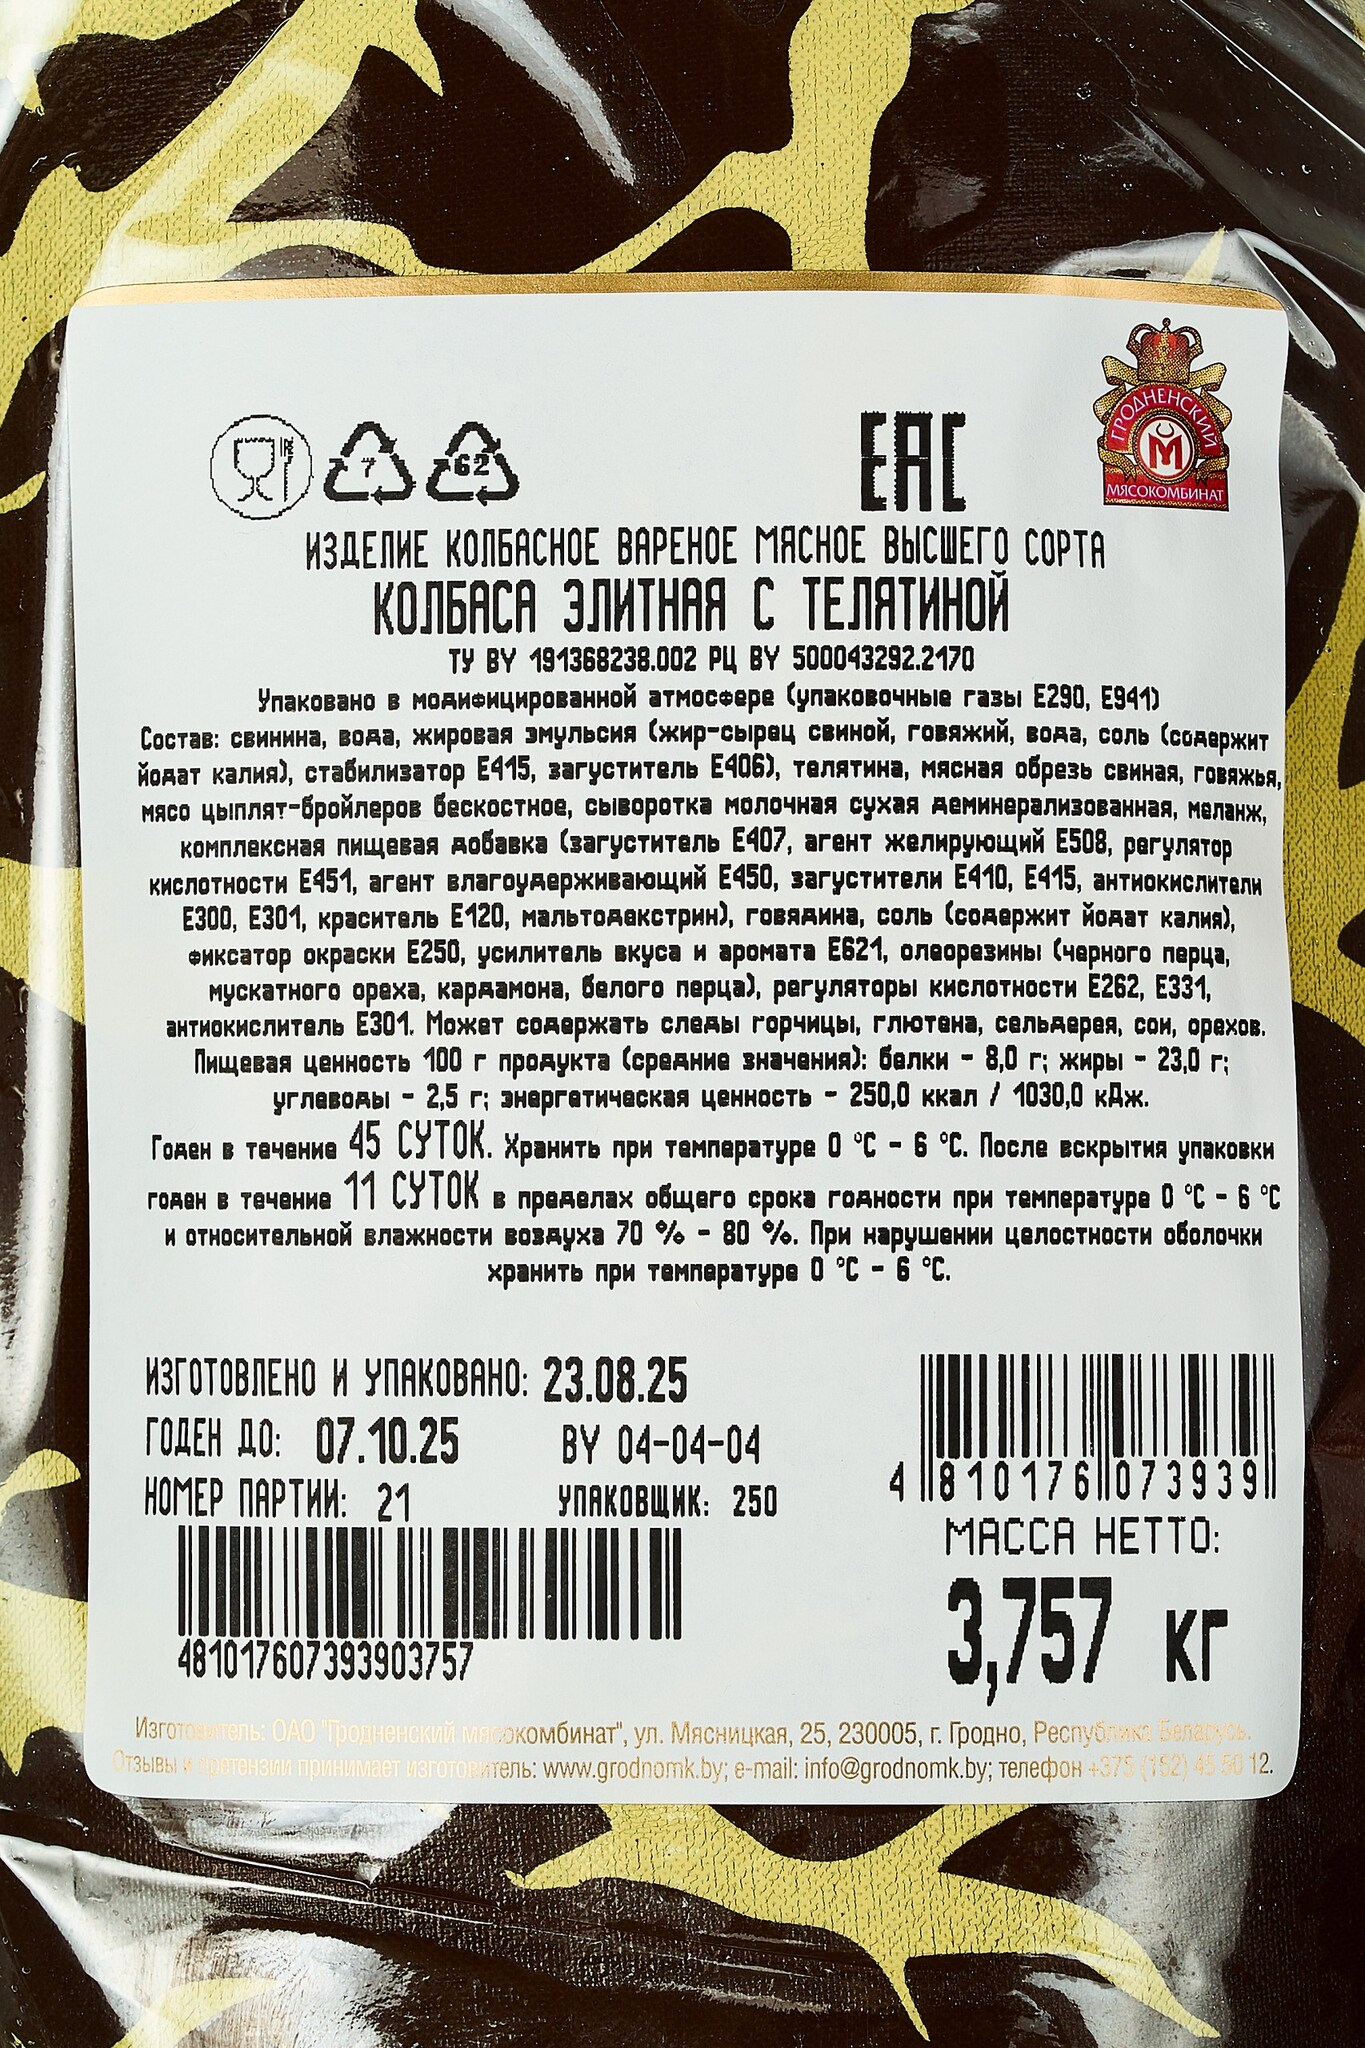 ГРОДНЕНСКИЙ
М
МЯСОКОМБИНАТ
7
62
ЕАС
ИЗДЕЛИЕ КОЛБАСНОЕ ВАРЕНОЕ МЯСНОЕ ВЫСШЕГО СОРТА
КОЛБАСА ЭЛИТНАЯ С ТЕЛЯТИНОЙ
ТУ BY 191368238.002 РЦ BY 500043292.2170
Упаковано в модифицированной атмосфере (упаковочные газы Е290, Е941)
Состав: свинина, вода, жировая эмульсия (жир-сырец свиной, говяжий, вода, соль (содержит
йодат калия), стабилизатор Е415, загуститель Е406), телятина, мясная обрезь свиная, говяжья,
мясо цыплят-бройлеров бескостное, сыворотка молочная сухая деминерализованная, меланж,
комплексная пищевая добавка (загуститель Е407, агент желирующий Е508, регулятор
кислотности Е451, агент влагоудерживающий Е450, загустители Е410, Е415, антиокислители
Е300, Е301, краситель Е120, мальтодекстрин), говядина, соль (содержит йодат калия),
фиксатор окраски Е250, усилитель вкуса и аромата Е621, олеорезины (черного перца,
мускатного ореха, кардамона, белого перца), регуляторы кислотности Е262, Е331,
антиокислитель Е301. Может содержать следы горчицы, глютена, сельдерея, сои, орехов.
Пищевая ценность 100 г продукта (средние значения): белки - 8,0 г; жиры - 23,0 г;
углеводы - 2,5 г; энергетическая ценность - 250,0 ккал / 1030,0 кДж.
Годен в течение 45 СУТОК. Хранить при температуре 0 °С - 6 °С. После вскрытия упаковки
годен в течение 11 СУТОК в пределах общего срока годности при температуре 0 °С - 6 °С
и относительной влажности воздуха 70 % - 80 %. При нарушении целостности оболочки
хранить при температуре 0 °С - 6 °С.
ИЗГОТОВЛЕНО И УПАКОВАНО: 23.08.25
ГОДЕН ДО: 07.10.25 BY 04-04-04
НОМЕР ПАРТИИ: 21 УПАКОВЩИК: 250
4 810176 073939
МАССА НЕТТО:
3,757 кг
481017607393903757
Изготовитель: ОАО "Гродненский мясокомбинат", ул. Мясницкая, 25, 230005, г. Гродно, Республика Беларусь.
Отзывы и претензии принимает изготовитель: www.grodnomk.by; e-mail: info@grodnomk.by; телефон +375 (152) 45 50 12.